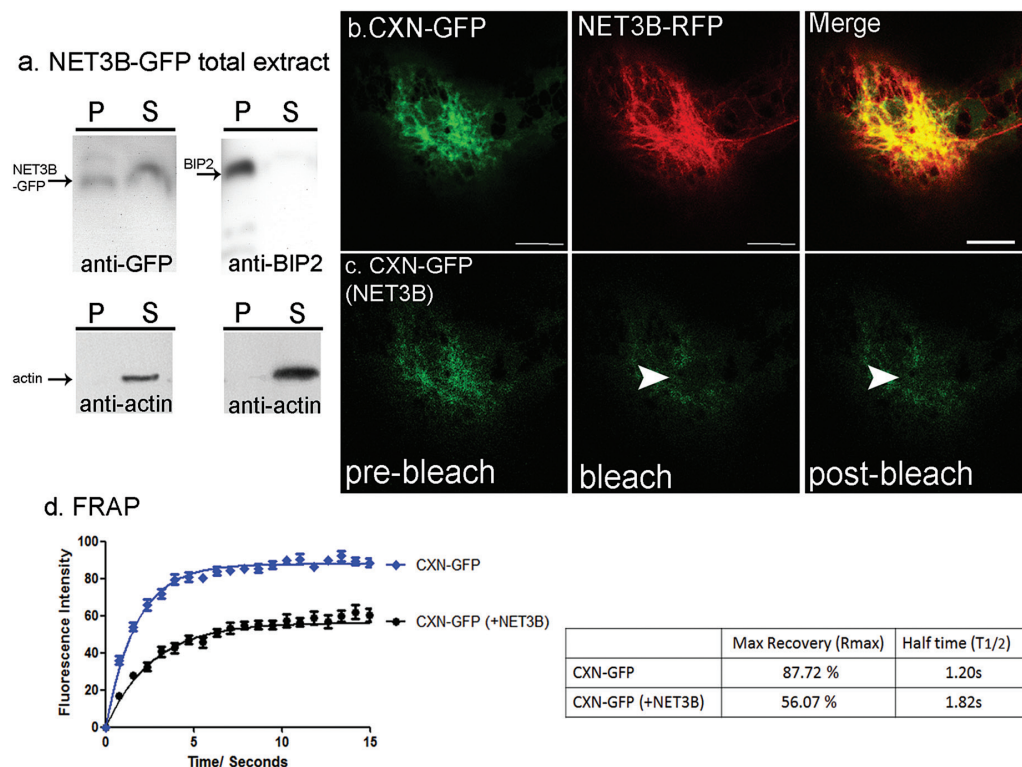 a. NET3B-GFP total extract
P S
P S
NET3B
-GFP
BIP2
anti-GFP
anti-BIP2
P S
P S
actin
anti-actin
anti-actin
b.CXN-GFP
NET3B-RFP
Merge
c. CXN-GFP
(NET3B)
pre-bleach
bleach
post-bleach
d. FRAP
Fluorescence Intensity
100
80
60
40
20
0
0 5 10 15
Time/ Seconds
CXN-GFP
CXN-GFP (+NET3B)
Max Recovery (Rmax) Half time (T1/2)
CXN-GFP 87.72 % 1.20s
CXN-GFP (+NET3B) 56.07 % 1.82s